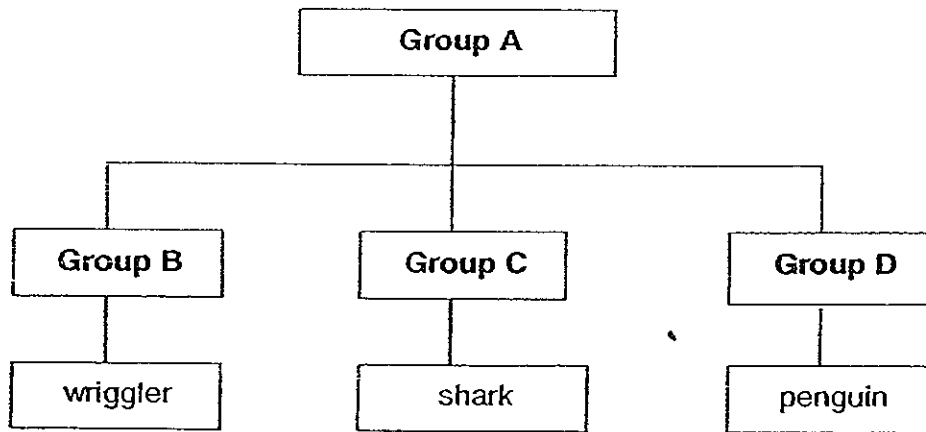 Group A
Group B
Group C
Group D
wriggler
shark
penguin